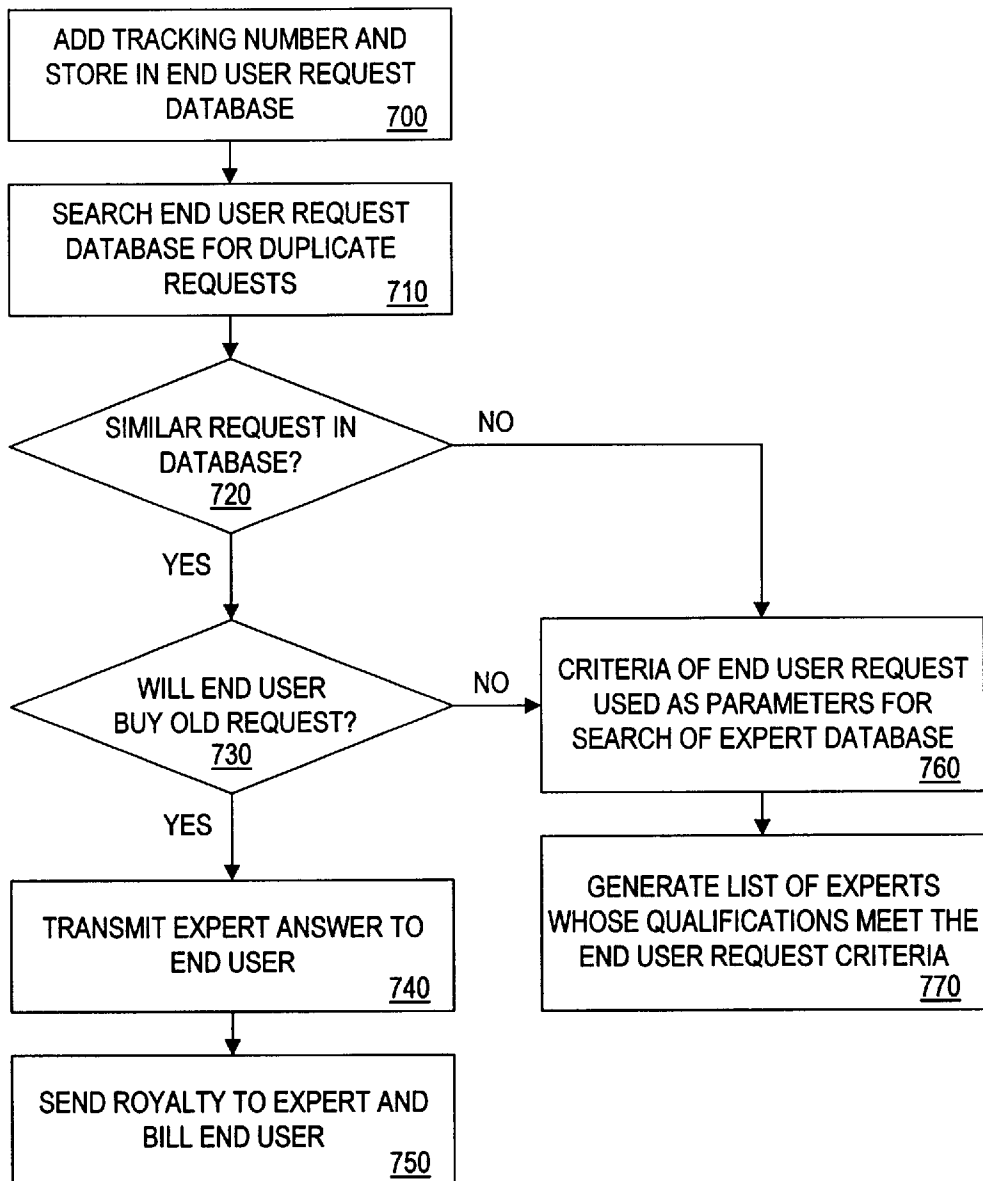 ADD TRACKING NUMBER AND
STORE IN END USER REQUEST
DATABASE
700
SEARCH END USER REQUEST
DATABASE FOR DUPLICATE
REQUESTS
710
SIMILAR REQUEST IN
DATABASE?
720
NO
YES
WILL END USER
BUY OLD REQUEST?
730
NO
YES
CRITERIA OF END USER REQUEST
USED AS PARAMETERS FOR
SEARCH OF EXPERT DATABASE
760
TRANSMIT EXPERT ANSWER TO
END USER
740
GENERATE LIST OF EXPERTS
WHOSE QUALIFICATIONS MEET THE
END USER REQUEST CRITERIA
770
SEND ROYALTY TO EXPERT AND
BILL END USER
750